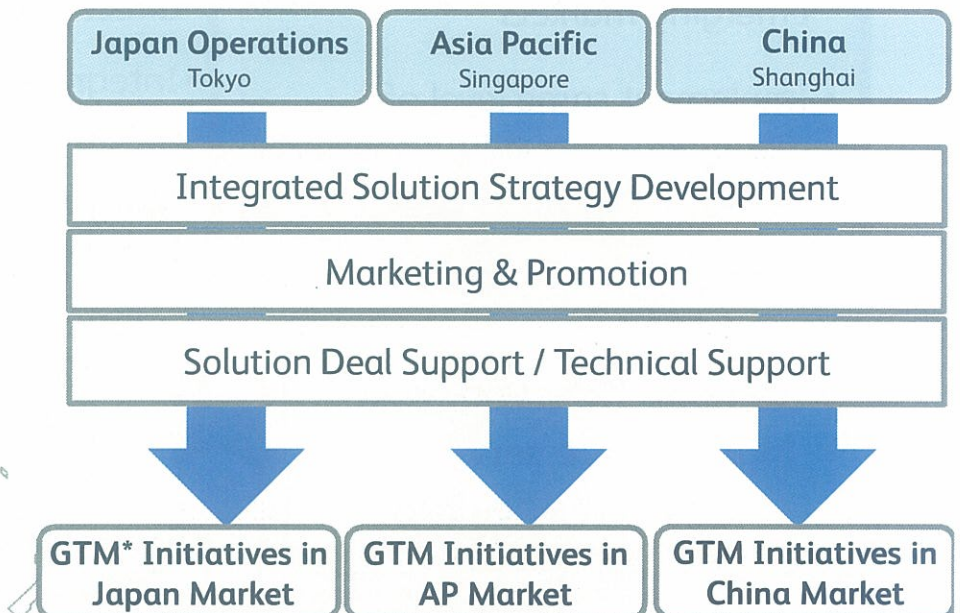 Japan Operations
Tokyo
Asia Pacific
Singapore
China
Shanghai
Integrated Solution Strategy Development
Marketing & Promotion
Solution Deal Support / Technical Support
GTM* Initiatives in
Japan Market
GTM Initiatives in
AP Market
GTM Initiatives in
China Market